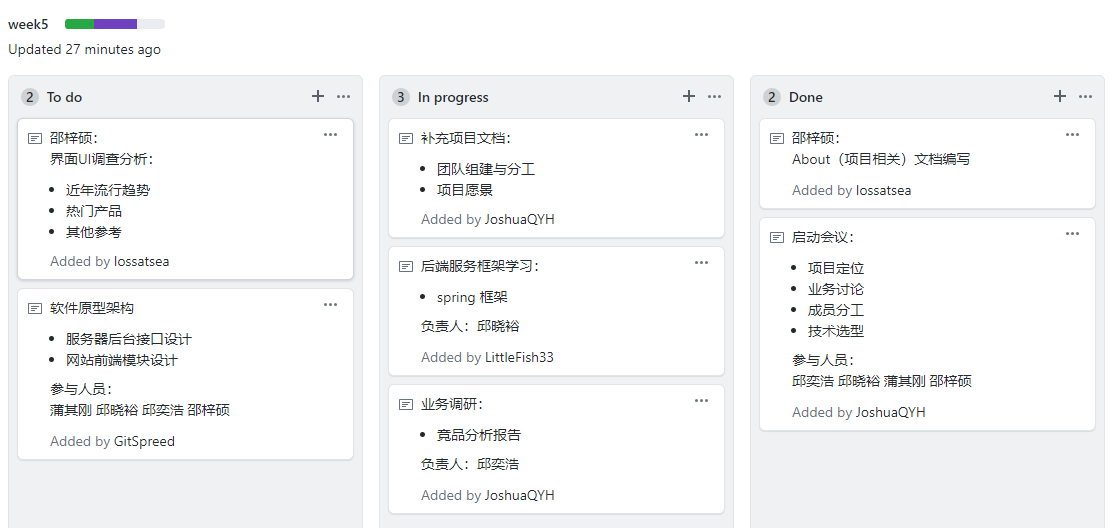 week5
Updated 27 minutes ago
2 To do
邵梓硕：
界面UI调查分析：
近年流行趋势
热门产品
其他参考
Added by lossatsea
软件原型架构
服务器后台接口设计
网站前端模块设计
参与人员：
蒲其刚 邱晓裕 邱奕浩 邵梓硕
Added by GitSpreed
3 In progress
补充项目文档：
团队组建与分工
项目愿景
Added by JoshuaQYH
后端服务框架学习：
spring 框架
负责人：邱晓裕
Added by LittleFish33
业务调研：
竟品分析报告
负责人：邱奕浩
Added by JoshuaQYH
2 Done
邵梓硕：
About（项目相关）文档编写
Added by lossatsea
启动会议：
项目定位
业务讨论
成员分工
技术选型
参与人员：
邱奕浩 邱晓裕 蒲其刚 邵梓硕
Added by JoshuaQYH